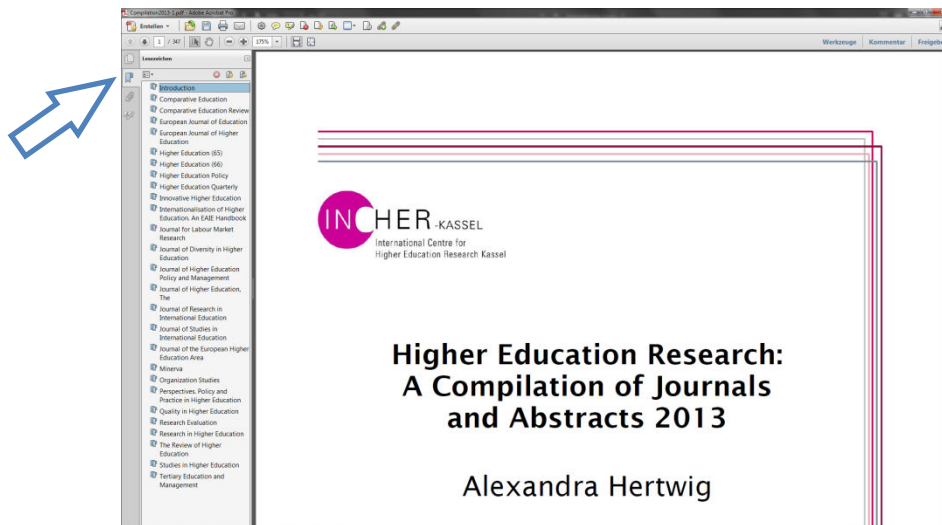 Compilation2013-1.pdf - Adobe Acrobat Pro
Erstellen
1 / 347
175%
Werkzeuge Kommentar Freigebe
Lesezeichen
Introduction
Comparative Education
Comparative Education Review
European Journal of Education
European Journal of Higher
Education
Higher Education (65)
Higher Education (66)
Higher Education Policy
Higher Education Quarterly
Innovative Higher Education
Internationalisation of Higher
Education. An EAIE Handbook
Journal for Labour Market
Research
Journal of Diversity in Higher
Education
Journal of Higher Education
Policy and Management
Journal of Higher Education,
The
Journal of Research in
International Education
Journal of Studies in
International Education
Journal of the European Higher
Education Area
Minerva
Organization Studies
Perspectives. Policy and
Practice in Higher Education
Quality in Higher Education
Research Evaluation
Research in Higher Education
The Review of Higher
Education
Studies in Higher Education
Tertiary Education and
Management
INCHER-KASSEL
International Centre for
Higher Education Research Kassel
Higher Education Research:
A Compilation of Journals
and Abstracts 2013
Alexandra Hertwig